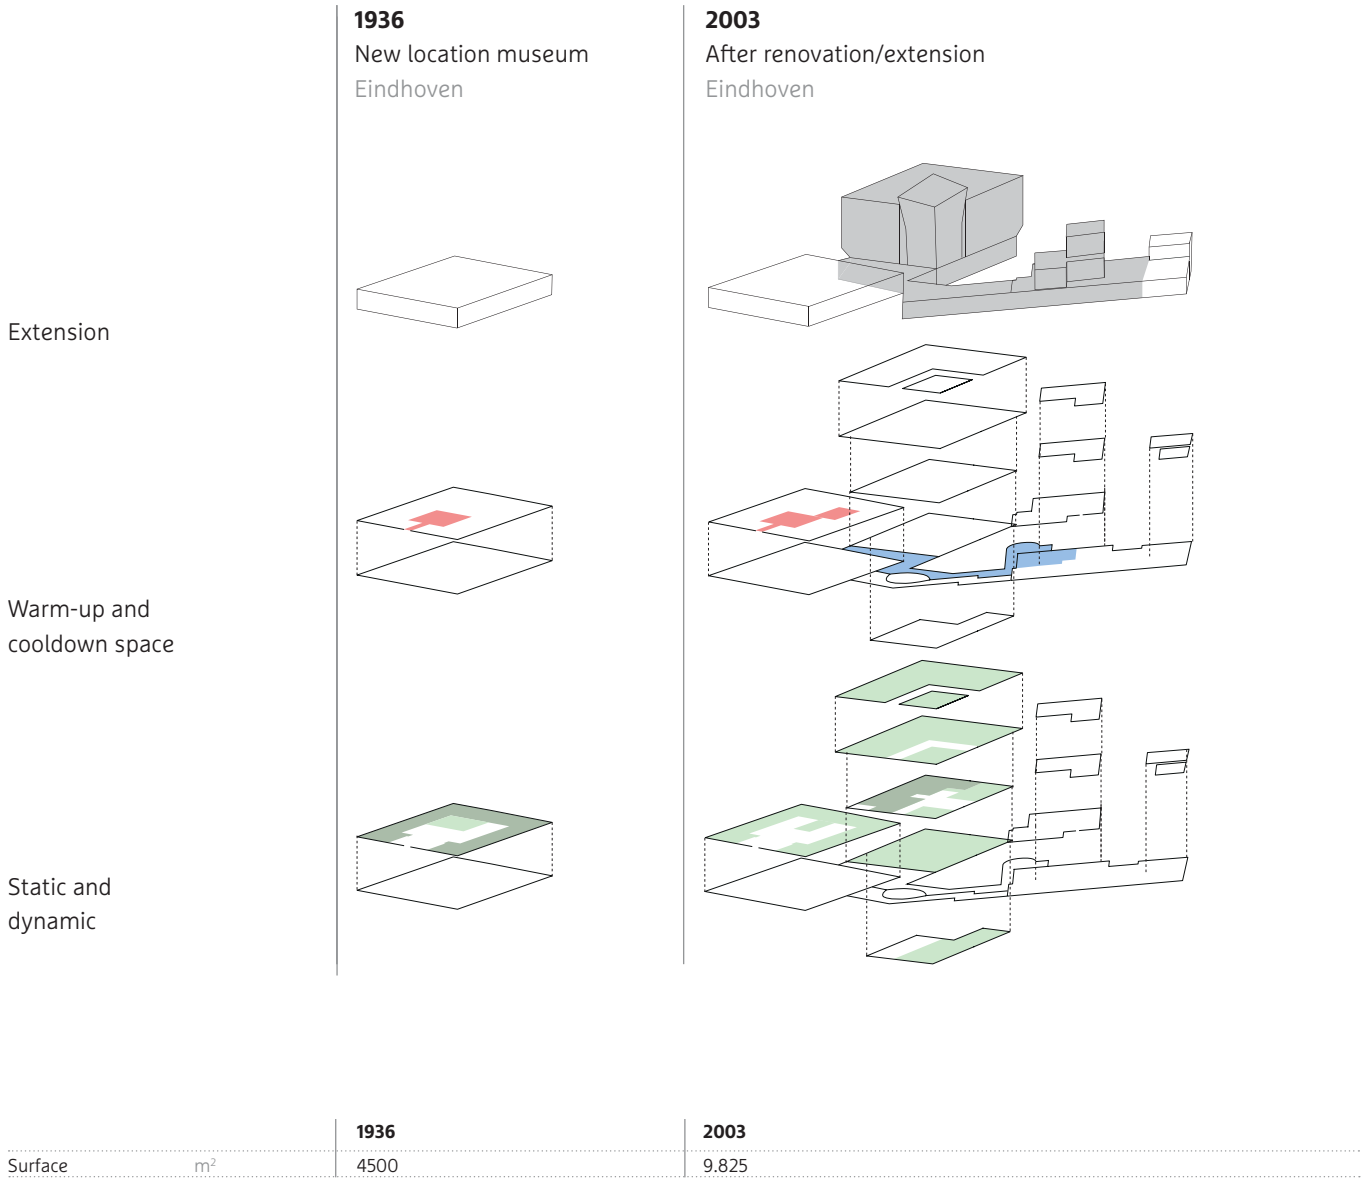 1936
New location museum
Eindhoven
2003
After renovation/extension
Eindhoven
Extension
Warm-up and
cooldown space
Static and
dynamic
1936 2003
Surface m² 4500 9.825